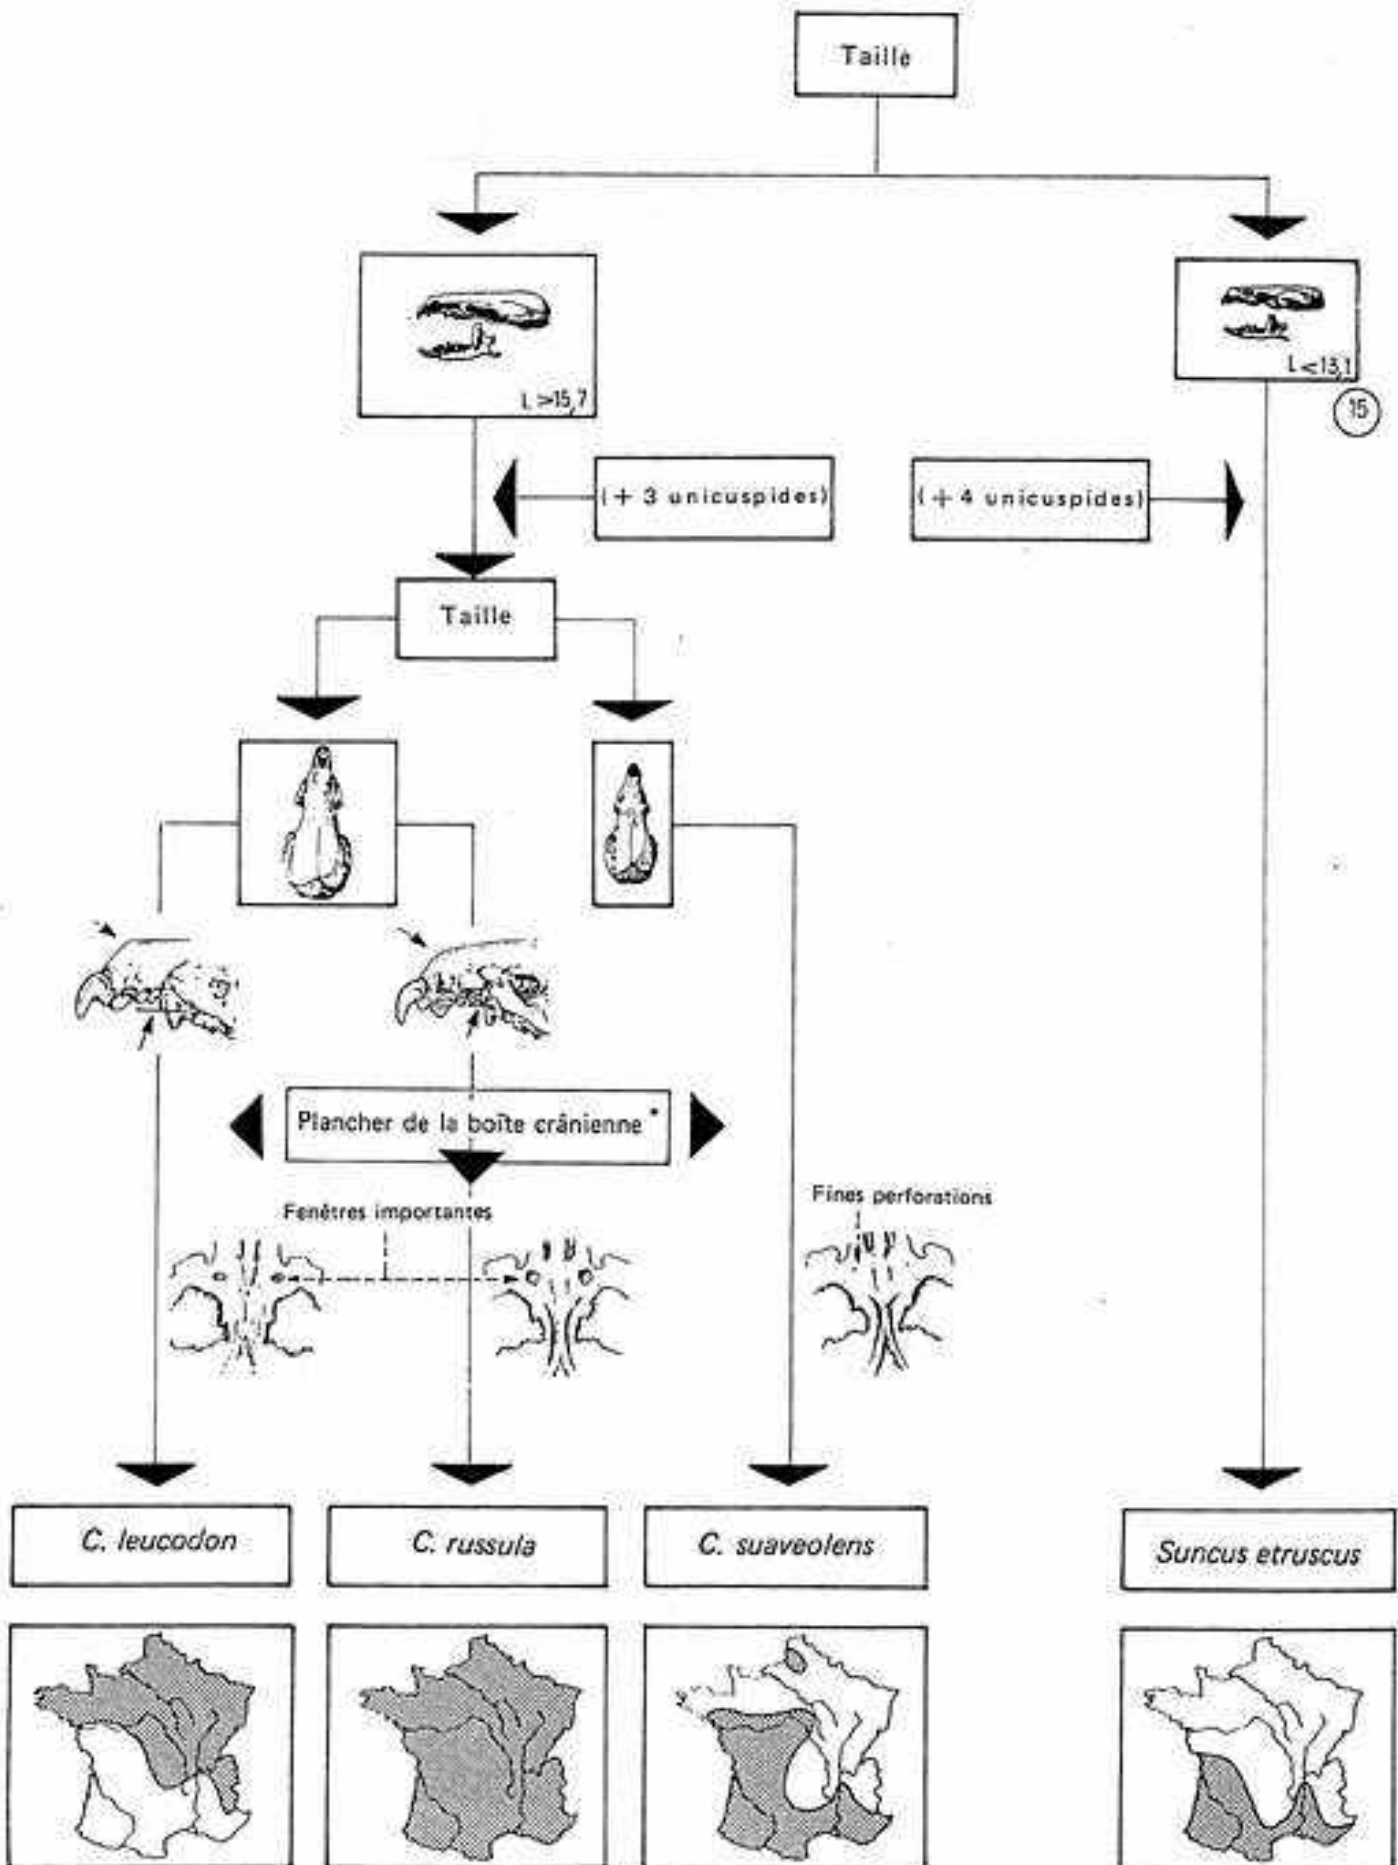 Taille
L >15,7
L <13,1
15
(+ 3 unicuspides)
(+ 4 unicuspides)
Taille
Plancher de la boîte crânienne*
Fenêtres importantes
Fines perforations
C. leucodon
C. russula
C. suaveolens
Suncus etruscus